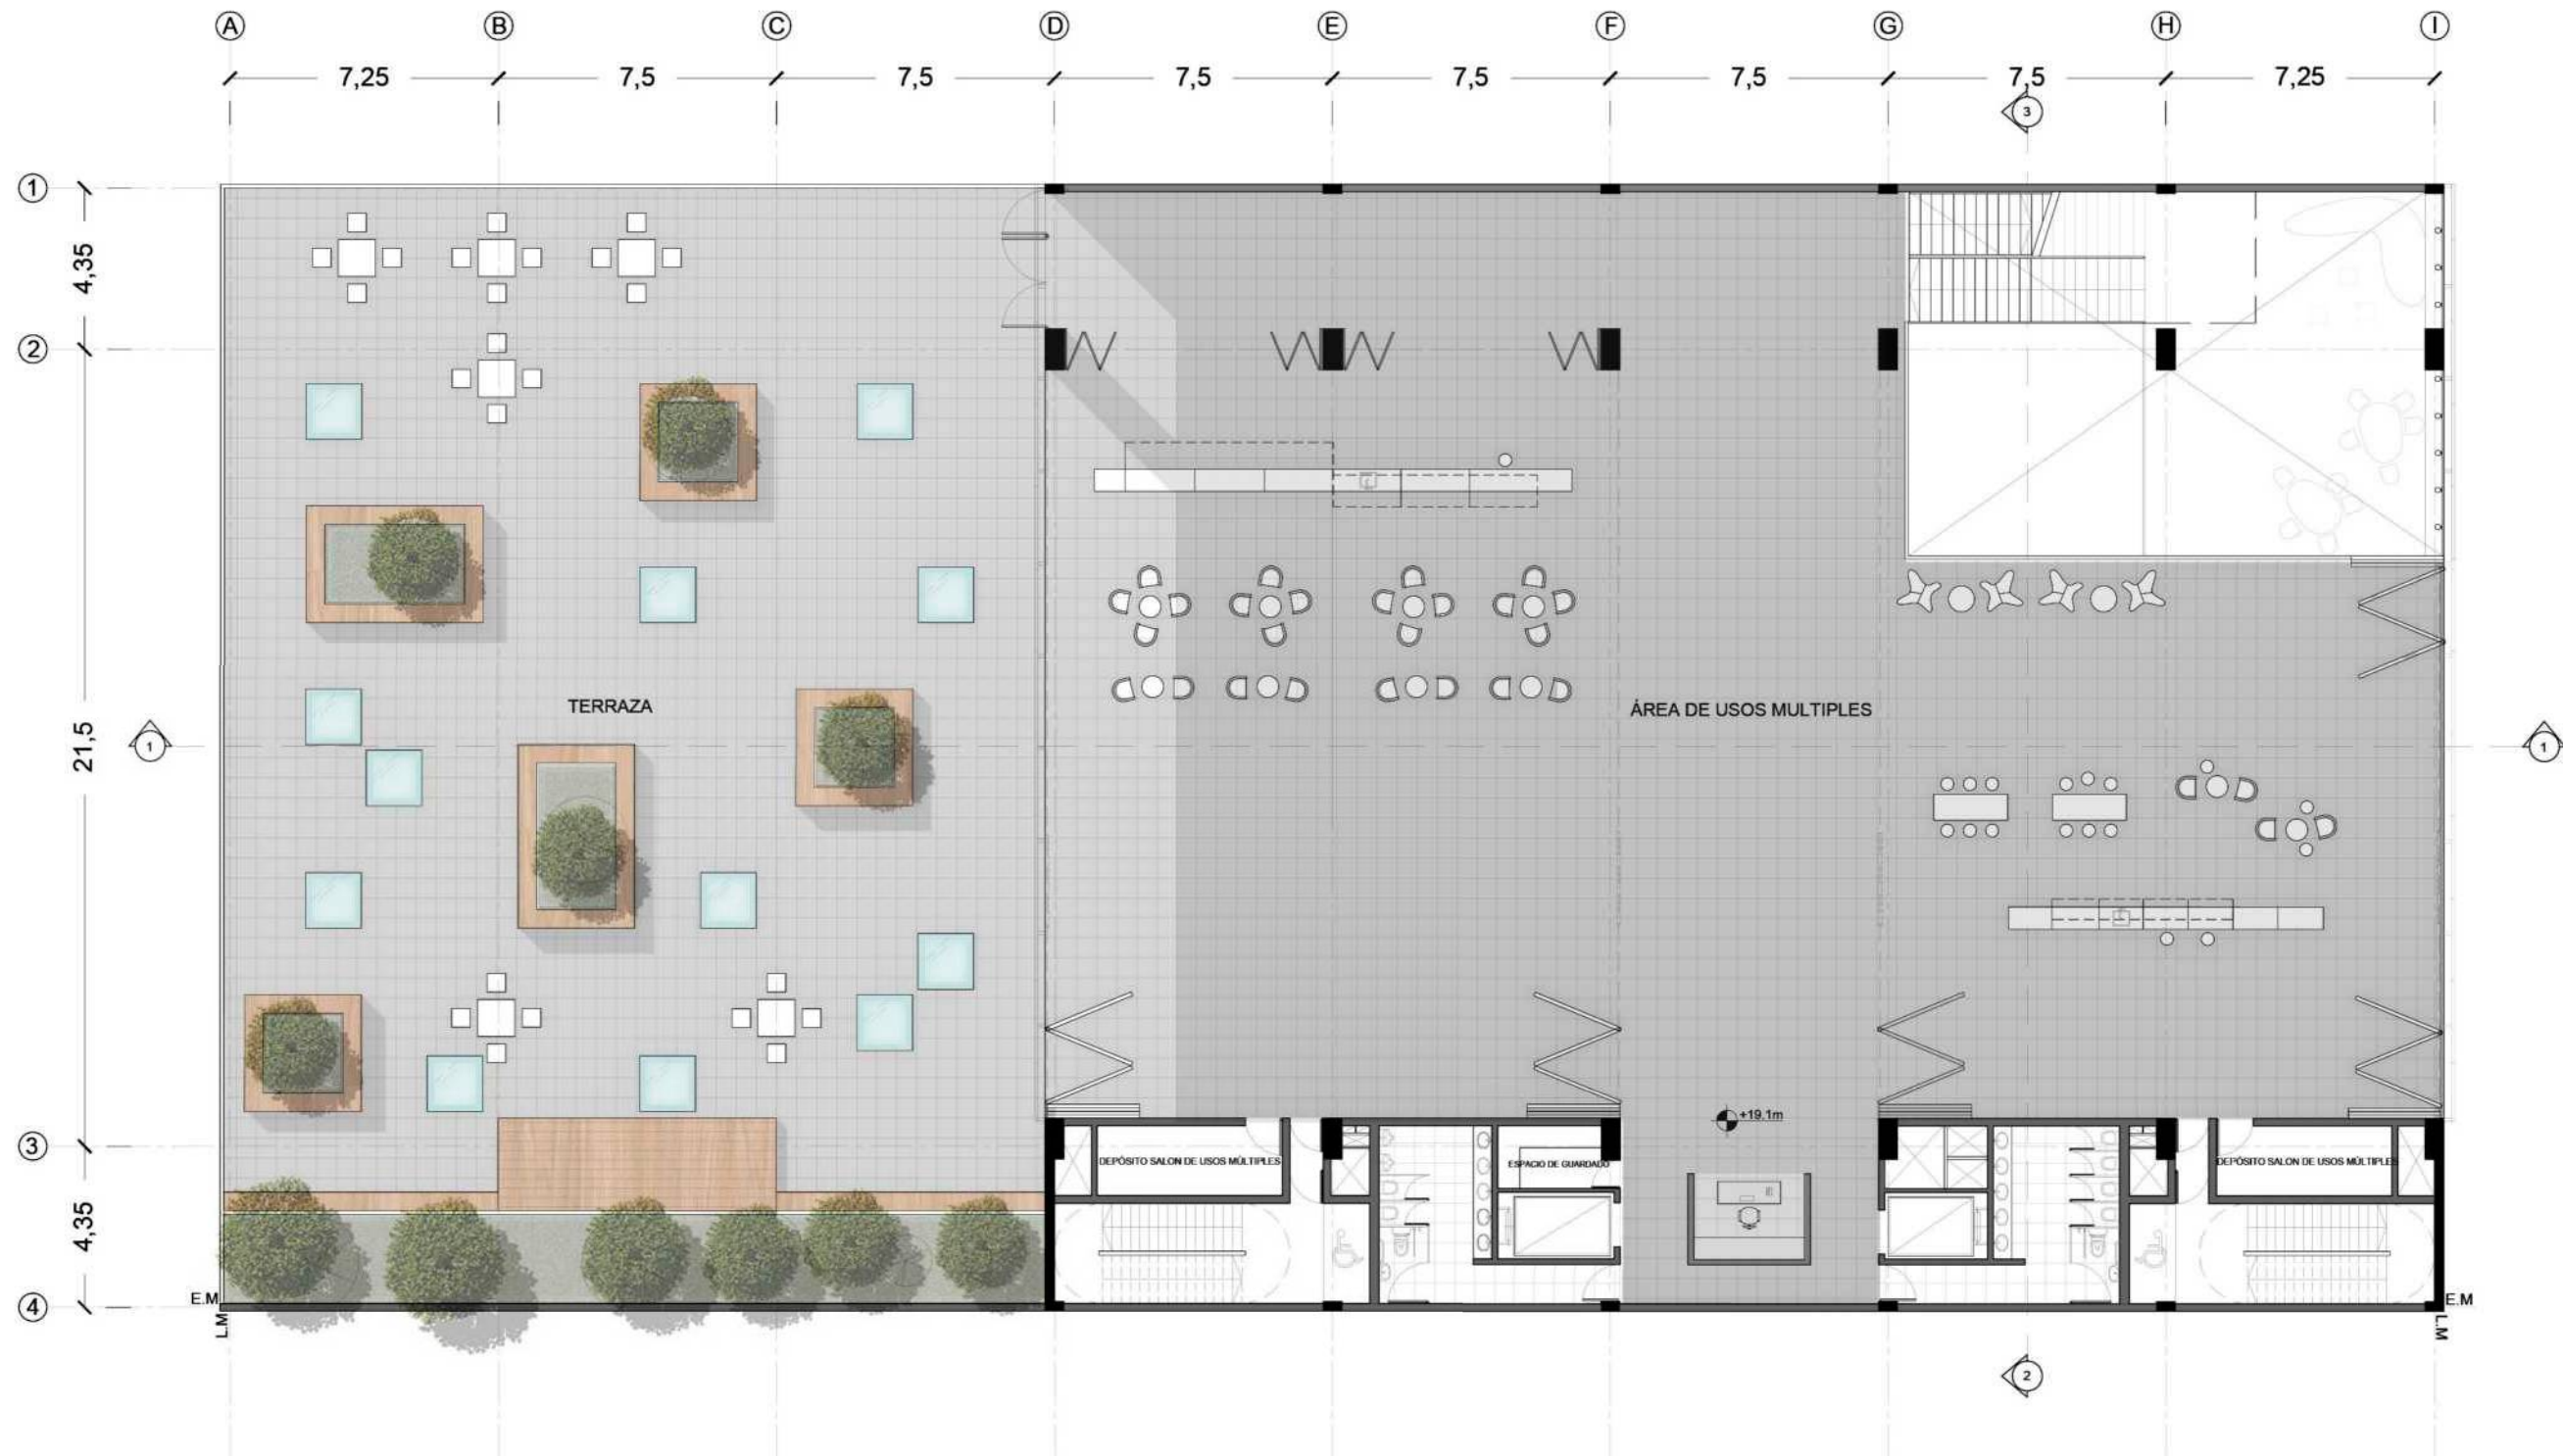 A B C D E F G H I
7,25 7,5 7,5 7,5 7,5 7,5 7,5 7,25
3
1
4,35
2
TERRAZA
ÁREA DE USOS MULTIPLES
21,5
1
1
+19.1m
3
DEPÓSITO SALON DE USOS MÚLTIPLES
ESPACIO DE GUARDADO
DEPÓSITO SALON DE USOS MÚLTIPLES
4,35
E.M
E.M
4
L.M
L.M
2